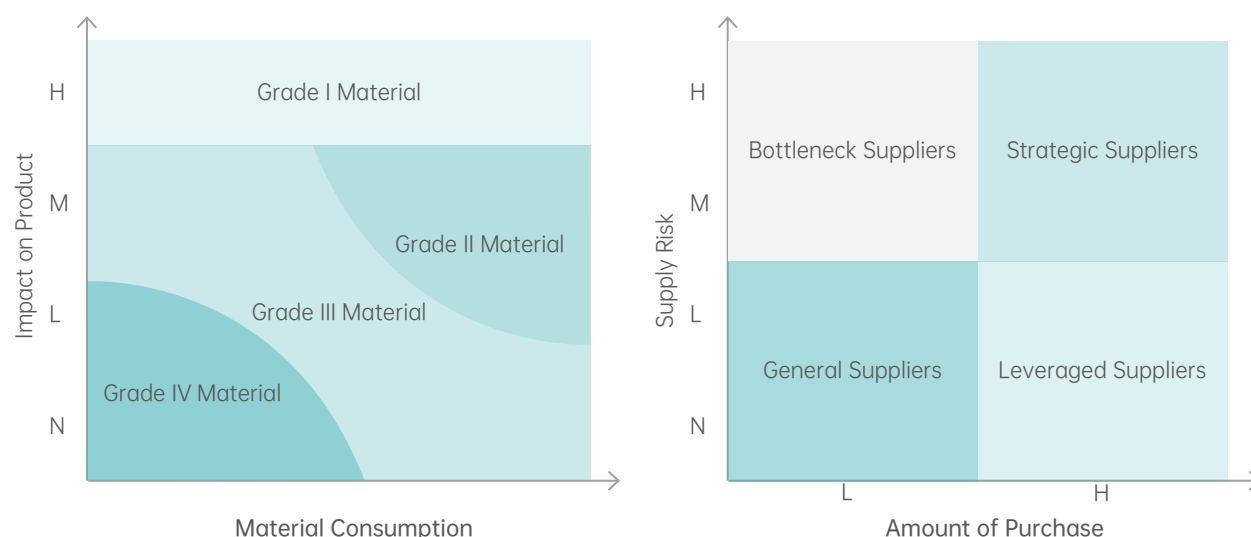 H
Grade I Material
Impact on Product
M
Grade II Material
L
Grade III Material
Grade IV Material
N
Material Consumption
H
Bottleneck Suppliers
Strategic Suppliers
M
Supply Risk
L
General Suppliers
Leveraged Suppliers
N
L
H
Amount of Purchase